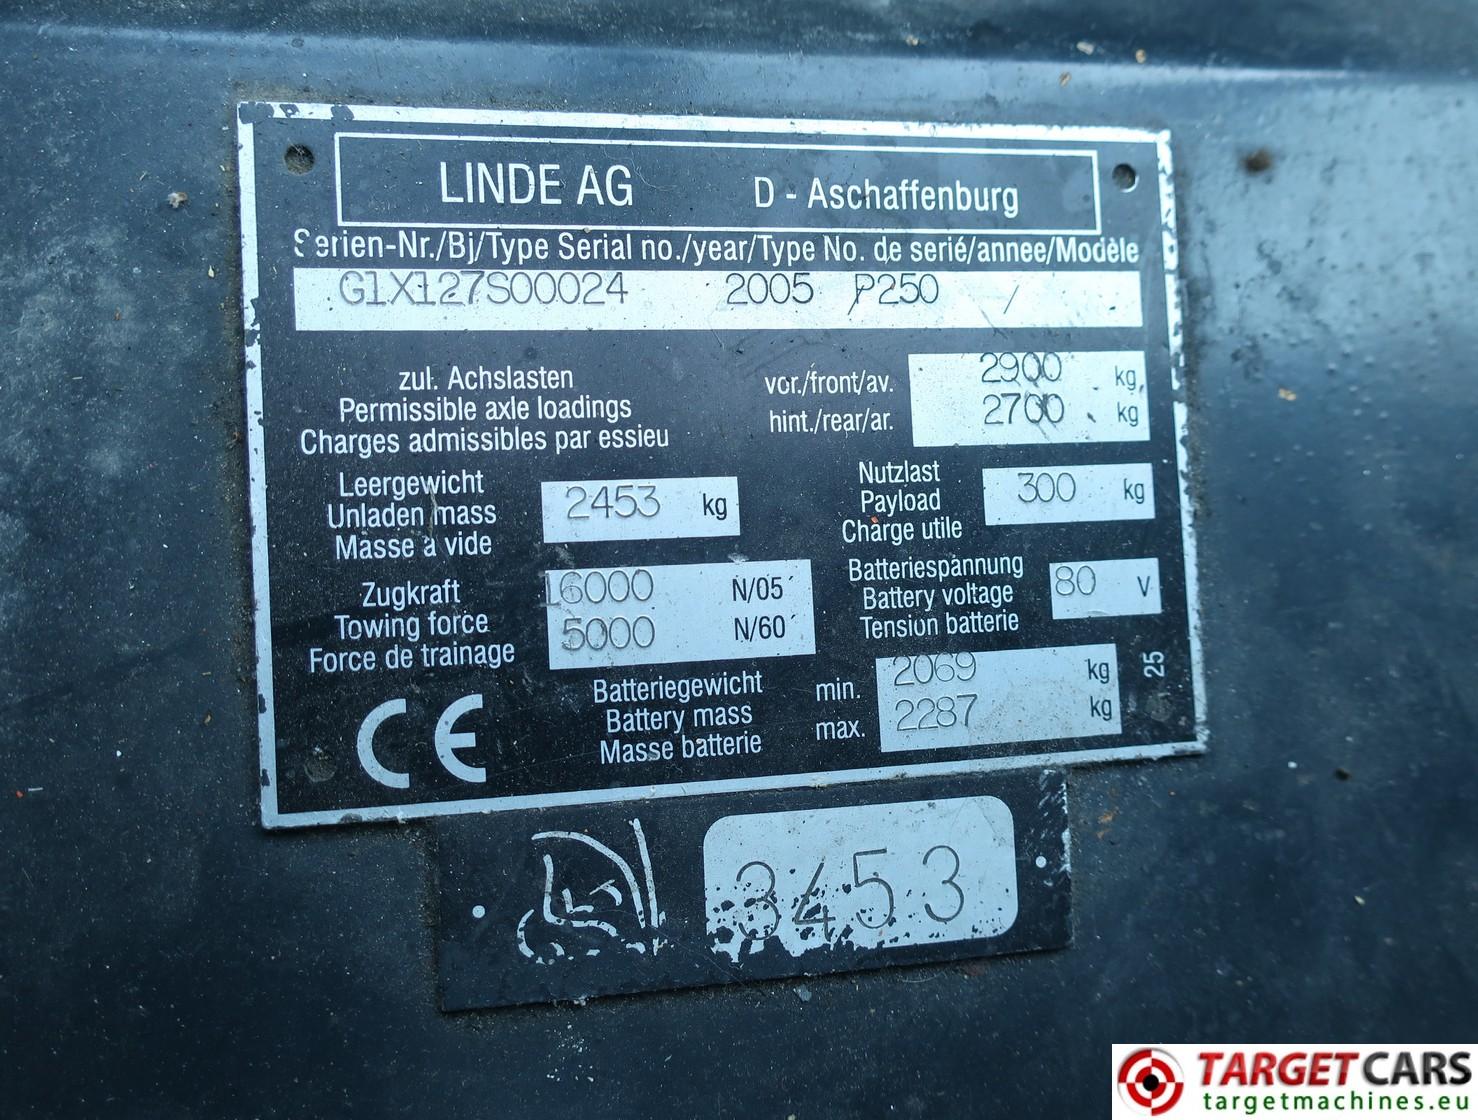 LINDE AG D - Aschaffenburg
Serien-Nr./Bj/Type Serial no./year/Type No. de serié/annee/Modèle
G1X127S00024 2005 P250 /
zul. Achslasten
Permissible axle loadings
Charges admissibles par essieu
vor./front/av. 2900 kg
hint./rear/ar. 2700 kg
Leergewicht
Unladen mass
Masse à vide
2453 kg
Nutzlast
Payload
Charge utile
300 kg
Zugkraft
Towing force
Force de trainage
16000 N/05´
5000 N/60´
Batteriespannung
Battery voltage
Tension batterie
80 V
CE
Batteriegewicht
Battery mass
Masse batterie
min. 2069 kg
max. 2287 kg
25
3453
TARGET CARS
targetmachines.eu